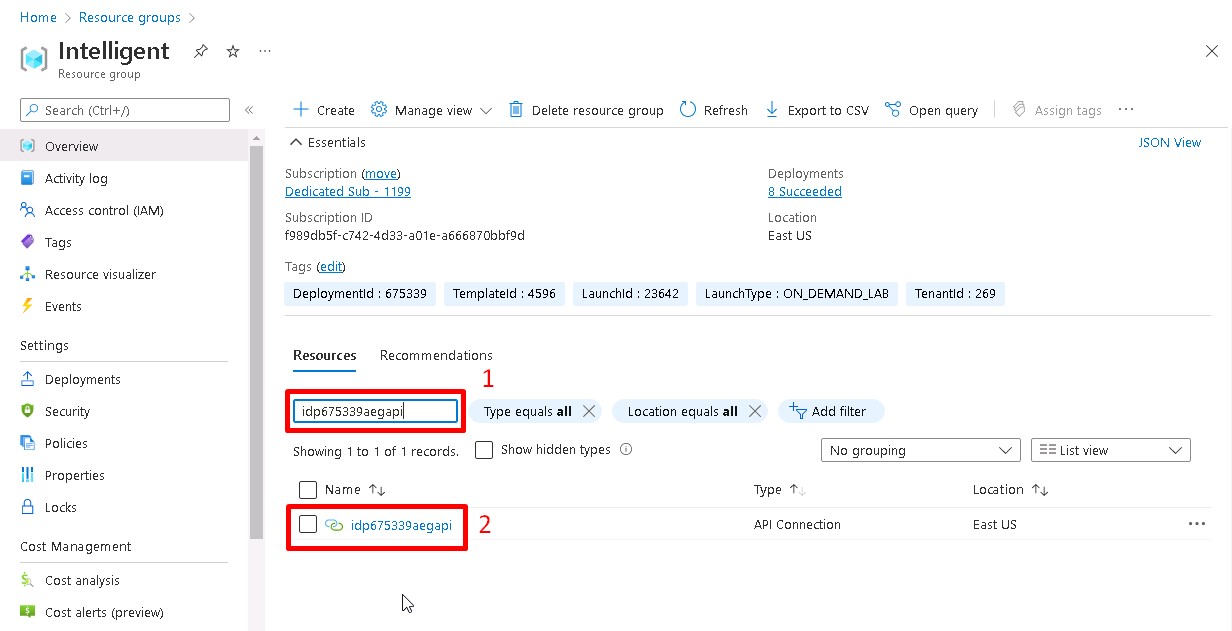 Home > Resource groups >
Intelligent
Resource group
Search (Ctrl+/)
Overview
Activity log
Access control (IAM)
Tags
Resource visualizer
Events
Settings
Deployments
Security
Policies
Properties
Locks
Cost Management
Cost analysis
Cost alerts (preview)
Create Manage view Delete resource group Refresh Export to CSV Open query Assign tags
Essentials JSON View
Subscription (move) Deployments
Dedicated Sub - 1199 8 Succeeded
Subscription ID Location
f989db5f-c742-4d33-a01e-a666870bbf9d East US
Tags (edit)
DeploymentId : 675339 TemplateId : 4596 LaunchId : 23642 LaunchType : ON_DEMAND_LAB TenantId : 269
Resources Recommendations
1
idp675339aegapi Type equals all Location equals all Add filter
Showing 1 to 1 of 1 records. Show hidden types No grouping List view
Name Type Location
idp675339aegapi 2 API Connection East US